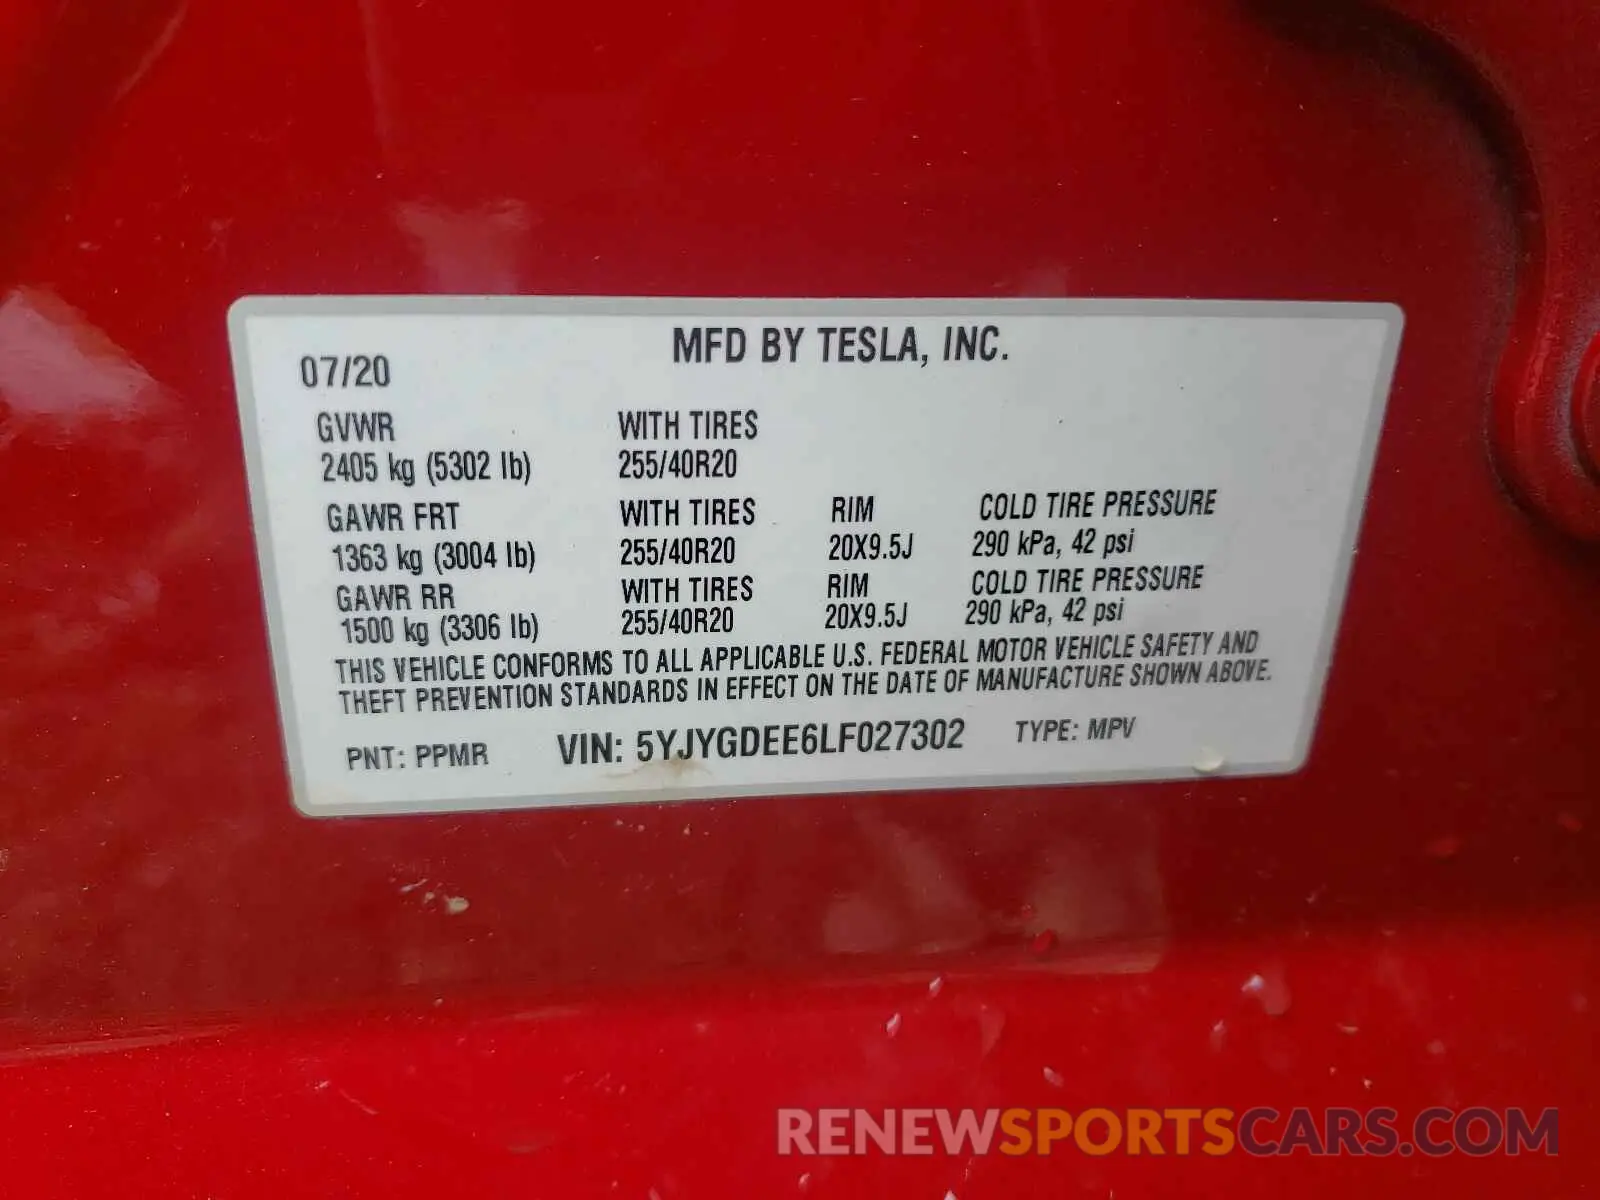 MFD BY TESLA, INC.
07/20
GVWR WITH TIRES
2405 kg (5302 lb) 255/40R20
GAWR FRT WITH TIRES RIM COLD TIRE PRESSURE
1363 kg (3004 lb) 255/40R20 20X9.5J 290 kPa, 42 psi
GAWR RR WITH TIRES RIM COLD TIRE PRESSURE
1500 kg (3306 lb) 255/40R20 20X9.5J 290 kPa, 42 psi
THIS VEHICLE CONFORMS TO ALL APPLICABLE U.S. FEDERAL MOTOR VEHICLE SAFETY AND
THEFT PREVENTION STANDARDS IN EFFECT ON THE DATE OF MANUFACTURE SHOWN ABOVE.
PNT: PPMR VIN: 5YJYGDEE6LF027302 TYPE: MPV
RENEWSPORTSCARS.COM